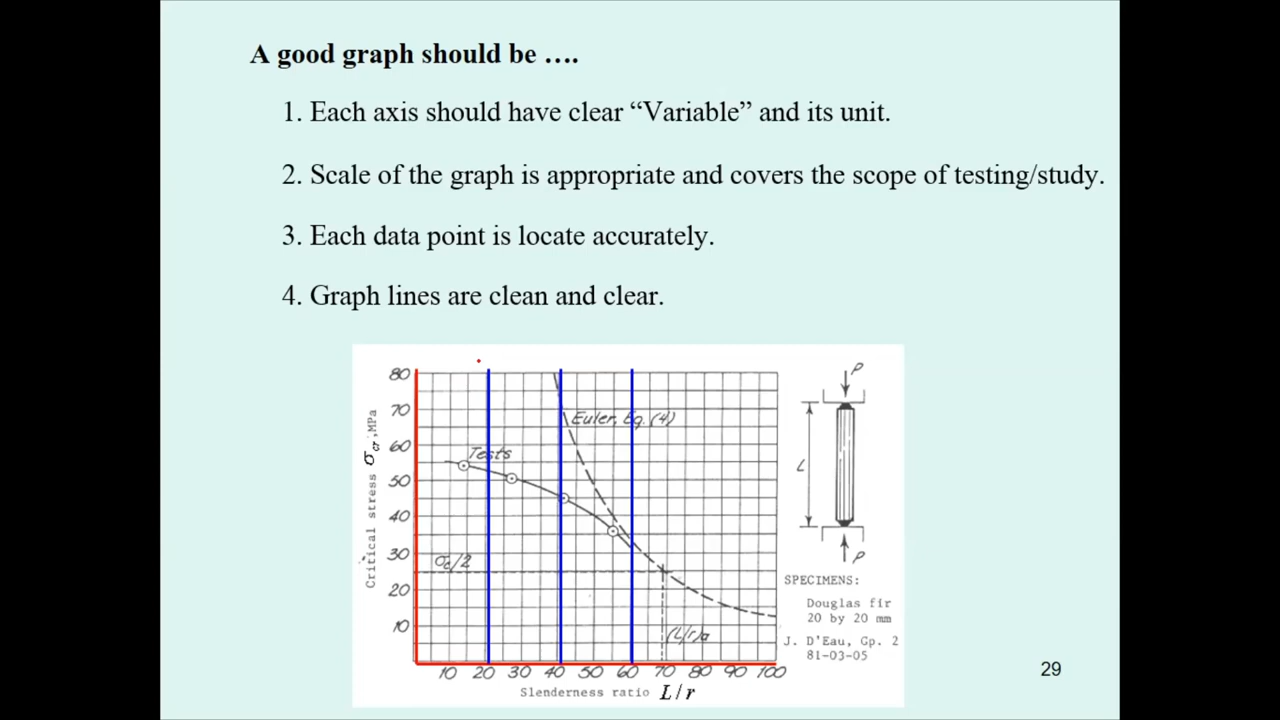 A good graph should be ….
1. Each axis should have clear “Variable” and its unit.
2. Scale of the graph is appropriate and covers the scope of testing/study.
3. Each data point is locate accurately.
4. Graph lines are clean and clear.
80
70
60
50
40
30
20
10
Critical stress σcr, MPa
Euler, Eq. (4)
Tests
σc/2
(L/r)a
10 20 30 40 50 60 70 80 90 100
Slenderness ratio L/r
P
L
P
SPECIMENS:
Douglas fir
20 by 20 mm
J. D'Eau, Gp. 2
81-03-05
29